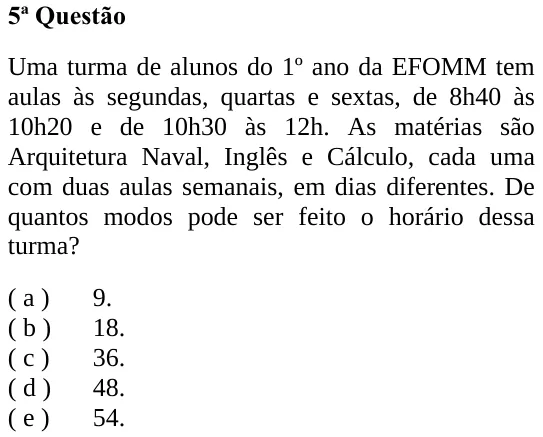 5ª Questão
Uma turma de alunos do 1º ano da EFOMM tem
aulas às segundas, quartas e sextas, de 8h40 às
10h20 e de 10h30 às 12h. As matérias são
Arquitetura Naval, Inglês e Cálculo, cada uma
com duas aulas semanais, em dias diferentes. De
quantos modos pode ser feito o horário dessa
turma?
( a ) 9.
( b ) 18.
( c ) 36.
( d ) 48.
( e ) 54.